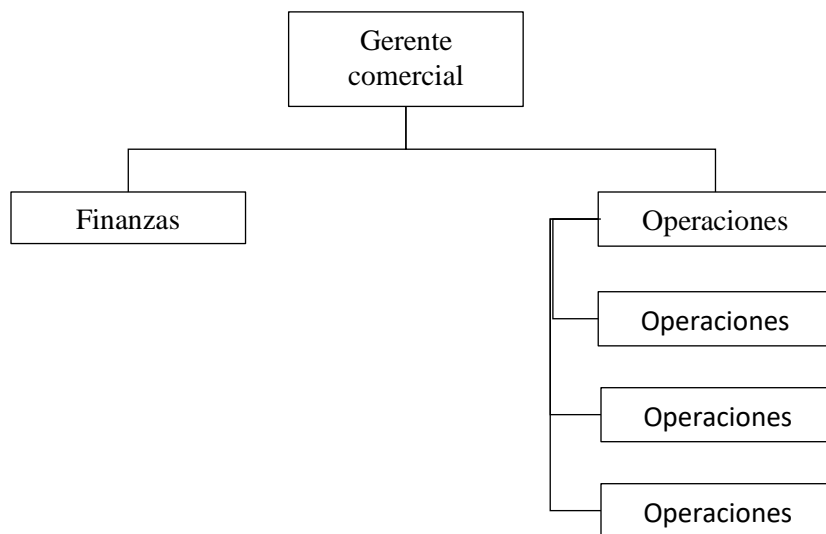 Gerente
comercial
Finanzas
Operaciones
Operaciones
Operaciones
Operaciones